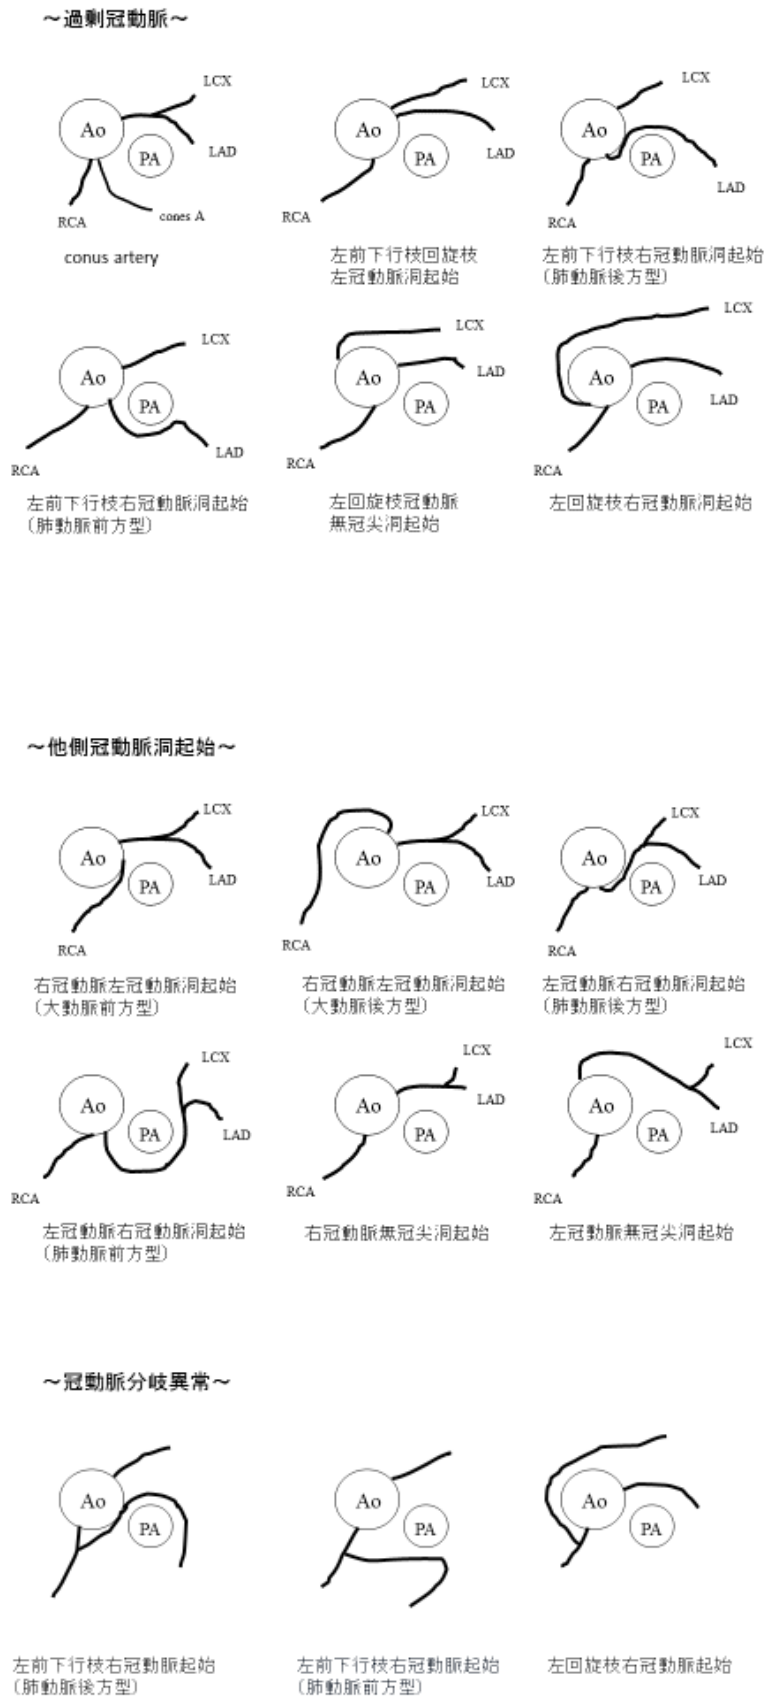 ～過剰冠動脈～
LCX
Ao
PA
LAD
RCA
cones A
conus artery
LCX
Ao
PA
LAD
RCA
左前下行枝回旋枝
左冠動脈洞起始
LCX
Ao
PA
LAD
RCA
左前下行枝右冠動脈洞起始
(肺動脈後方型)
LCX
Ao
PA
LAD
RCA
左前下行枝右冠動脈洞起始
(肺動脈前方型)
LCX
Ao
LAD
PA
RCA
左回旋枝冠動脈
無冠尖洞起始
LCX
Ao
LAD
PA
RCA
左回旋枝右冠動脈洞起始
～他側冠動脈洞起始～
LCX
Ao
PA
LAD
RCA
右冠動脈左冠動脈洞起始
(大動脈前方型)
LCX
Ao
PA
LAD
RCA
右冠動脈左冠動脈洞起始
(大動脈後方型)
LCX
Ao
PA
LAD
RCA
左冠動脈右冠動脈洞起始
(肺動脈後方型)
LCX
Ao
PA
LAD
RCA
左冠動脈右冠動脈洞起始
(肺動脈前方型)
LCX
Ao
LAD
PA
RCA
右冠動脈無冠尖洞起始
LCX
Ao
LAD
PA
RCA
左冠動脈無冠尖洞起始
～冠動脈分岐異常～
Ao
PA
左前下行枝右冠動脈起始
(肺動脈後方型)
Ao
PA
左前下行枝右冠動脈起始
(肺動脈前方型)
Ao
PA
左回旋枝右冠動脈起始